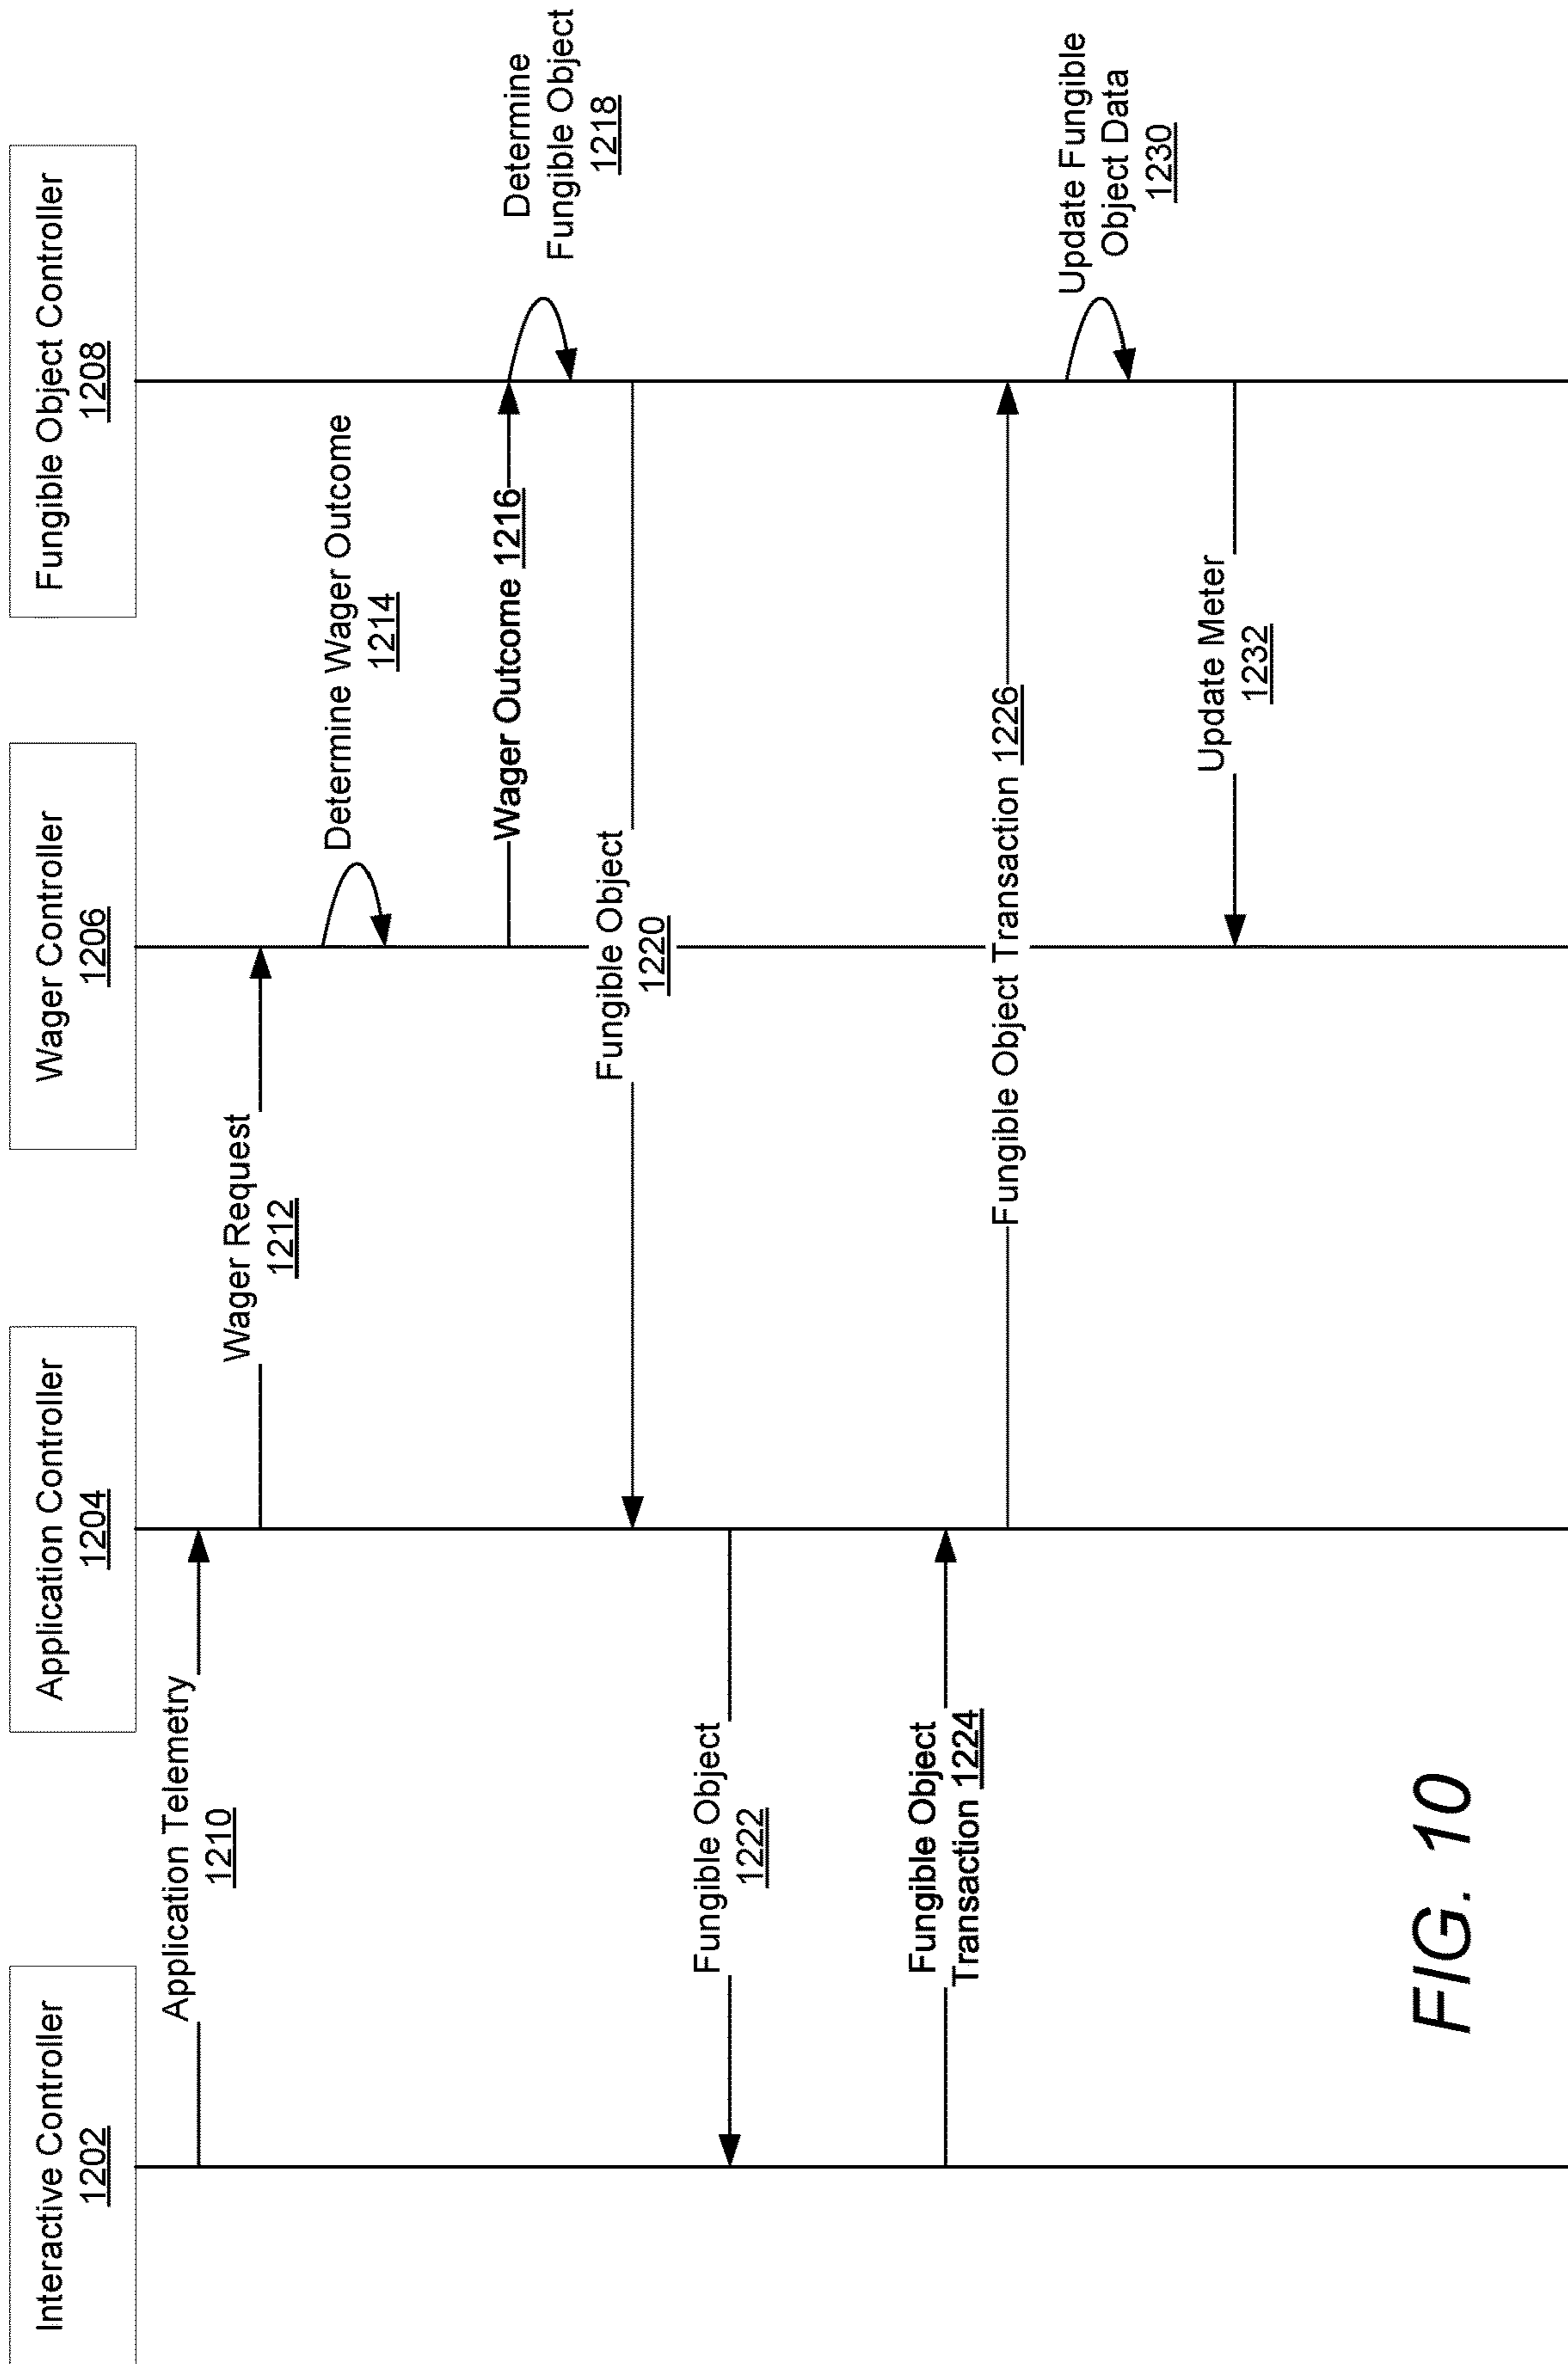 Interactive Controller
1202
Application Controller
1204
Wager Controller
1206
Fungible Object Controller
1208
Application Telemetry
1210
Wager Request
1212
Determine Wager Outcome
1214
Wager Outcome 1216
Determine
Fungible Object
1218
Fungible Object
1220
Fungible Object
1222
Fungible Object
Transaction 1224
Fungible Object Transaction 1226
Update Fungible
Object Data
1230
Update Meter
1232
FIG. 10